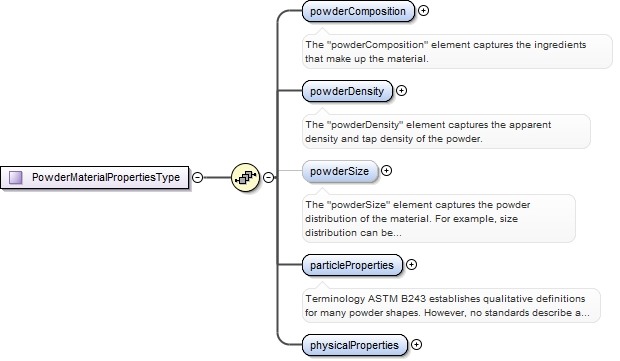 powderComposition
The "powderComposition" element captures the ingredients
that make up the material.
powderDensity
The "powderDensity" element captures the apparent
density and tap density of the powder.
PowderMaterialPropertiesType
powderSize
The "powderSize" element captures the powder
distribution of the material. For example, size
distribution can be...
particleProperties
Terminology ASTM B243 establishes qualitative definitions
for many powder shapes. However, no standards describe a...
physicalProperties